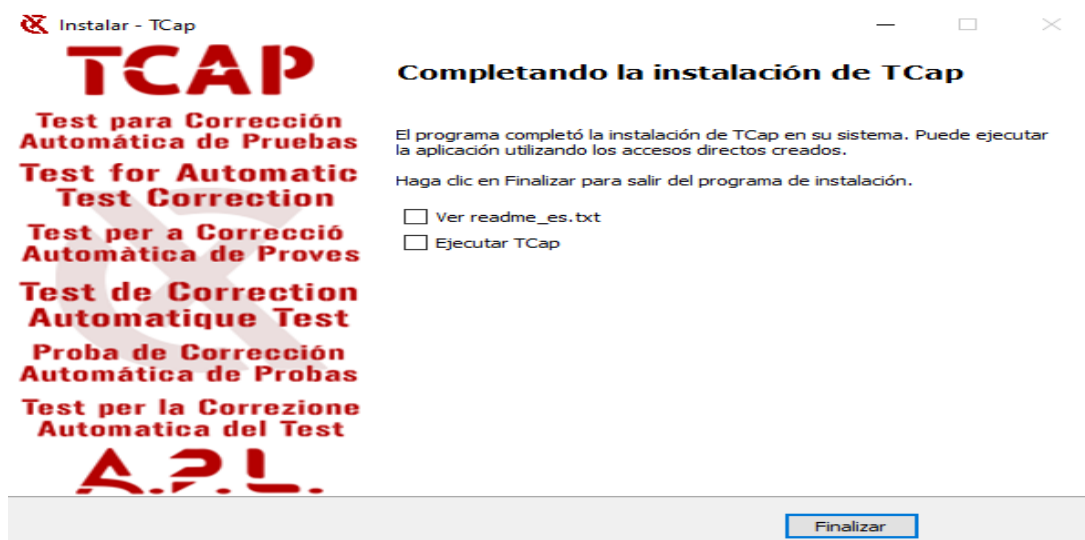 Instalar - TCap
TCAP
Test para Corrección
Automática de Pruebas
Test for Automatic
Test Correction
Test per a Correcció
Automàtica de Proves
Test de Correction
Automatique Test
Proba de Corrección
Automática de Probas
Test per la Correzione
Automatica del Test
A.P.L.
Completando la instalación de TCap
El programa completó la instalación de TCap en su sistema. Puede ejecutar
la aplicación utilizando los accesos directos creados.
Haga clic en Finalizar para salir del programa de instalación.
Ver readme_es.txt
Ejecutar TCap
Finalizar